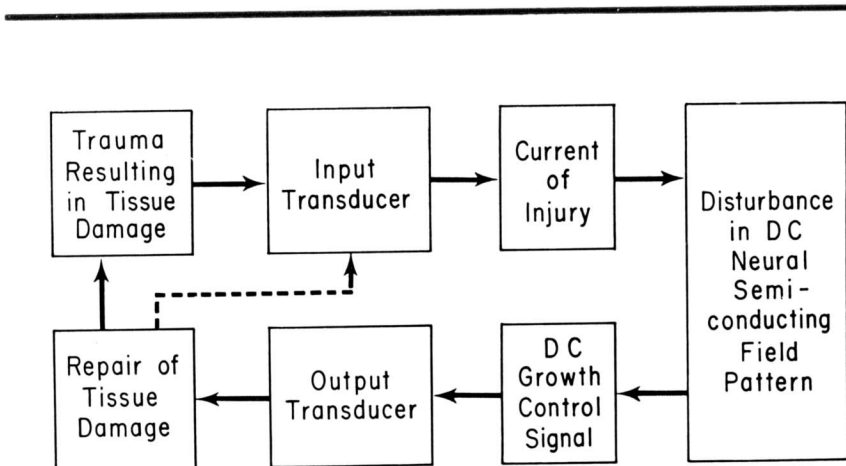 Trauma
Resulting
in Tissue
Damage
Input
Transducer
Current
of
Injury
Disturbance
in DC
Neural
Semi-
conducting
Field
Pattern
Repair of
Tissue
Damage
Output
Transducer
DC
Growth
Control
Signal